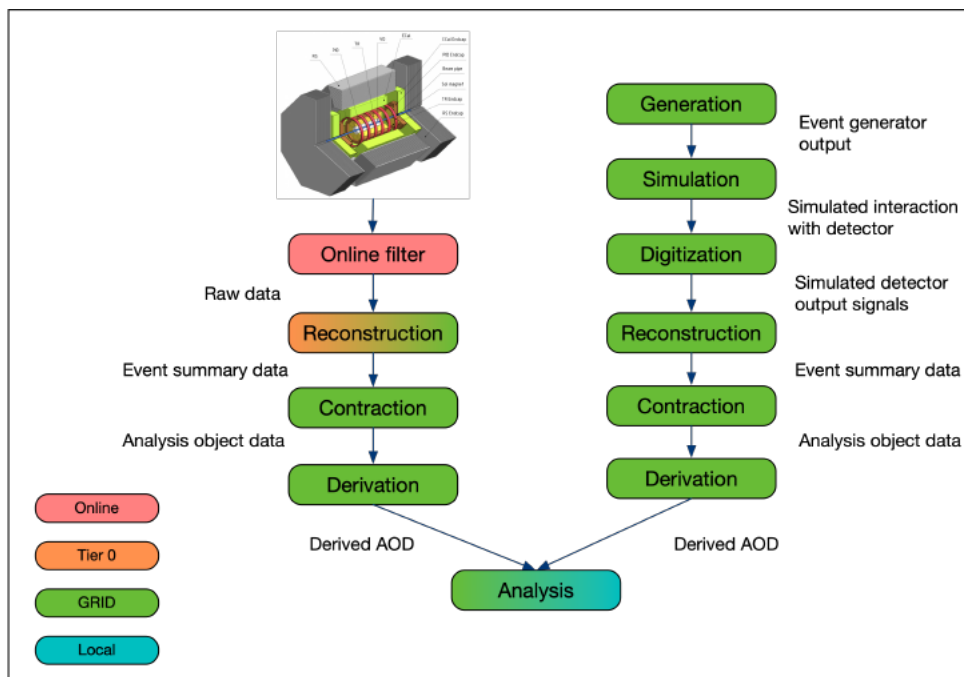 ECal
Generation
Event generator
output
Simulation
Simulated interaction
with detector
Online filter
Digitization
Raw data
Simulated detector
output signals
Reconstruction
Reconstruction
Event summary data
Event summary data
Contraction
Contraction
Analysis object data
Analysis object data
Derivation
Derivation
Online
Derived AOD
Derived AOD
Tier 0
Analysis
GRID
Local